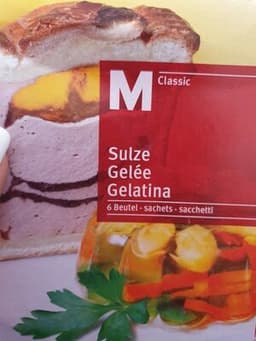 M Classic
Sulze
Gelée
Gelatina
6 Beutel · sachets · sacchetti